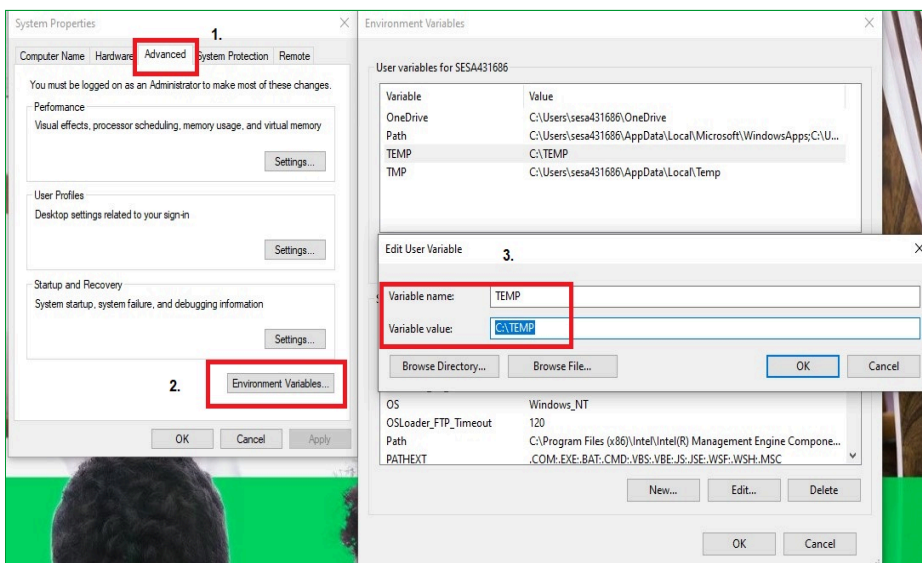 System Properties
1.
Computer Name Hardware Advanced System Protection Remote
You must be logged on as an Administrator to make most of these changes.
Performance
Visual effects, processor scheduling, memory usage, and virtual memory
Settings...
User Profiles
Desktop settings related to your sign-in
Settings...
Startup and Recovery
System startup, system failure, and debugging information
Settings...
2.
Environment Variables...
OK Cancel Apply
Environment Variables
User variables for SESA431686
Variable Value
OneDrive C:\Users\sesa431686\OneDrive
Path C:\Users\sesa431686\AppData\Local\Microsoft\WindowsApps;C:\U...
TEMP C:\TEMP
TMP C:\Users\sesa431686\AppData\Local\Temp
Edit User Variable
3.
Variable name: TEMP
Variable value: C:\TEMP
Browse Directory... Browse File... OK Cancel
OS Windows_NT
OSLoader_FTP_Timeout 120
Path C:\Program Files (x86)\Intel\Intel(R) Management Engine Compone...
PATHEXT .COM;.EXE;.BAT;.CMD;.VBS;.VBE;.JS;.JSE;.WSF;.WSH;.MSC
New... Edit... Delete
OK Cancel